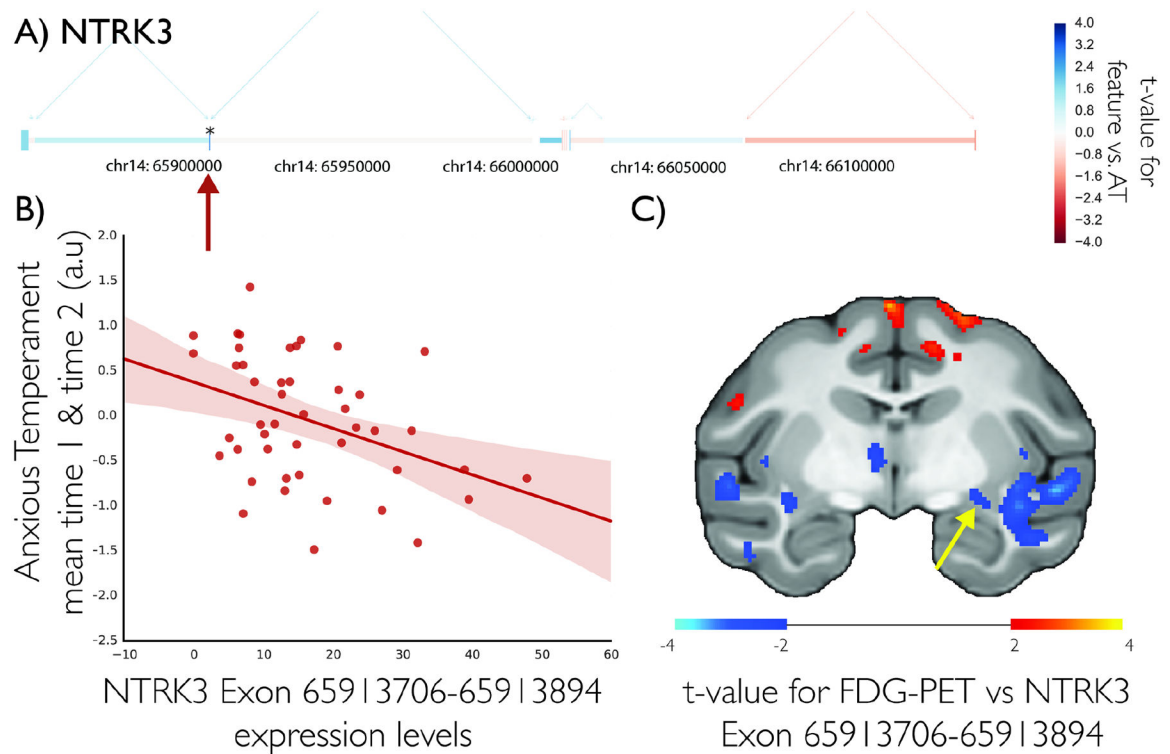 A) NTRK3
*
chr14: 65900000
chr14: 65950000
chr14: 66000000
chr14: 66050000
chr14: 66100000
4.0
3.2
2.4
1.6
0.8
0.0
−0.8
−1.6
−2.4
−3.2
−4.0
t-value for
feature vs. AT
B)
Anxious Temperament
mean time 1 & time 2 (a.u)
2.0
1.5
1.0
0.5
0.0
-0.5
-1.0
-1.5
-2.0
-2.5
−10
0
10
20
30
40
50
60
NTRK3 Exon 65913706-65913894
expression levels
C)
-4
-2
2
4
t-value for FDG-PET vs NTRK3
Exon 65913706-65913894